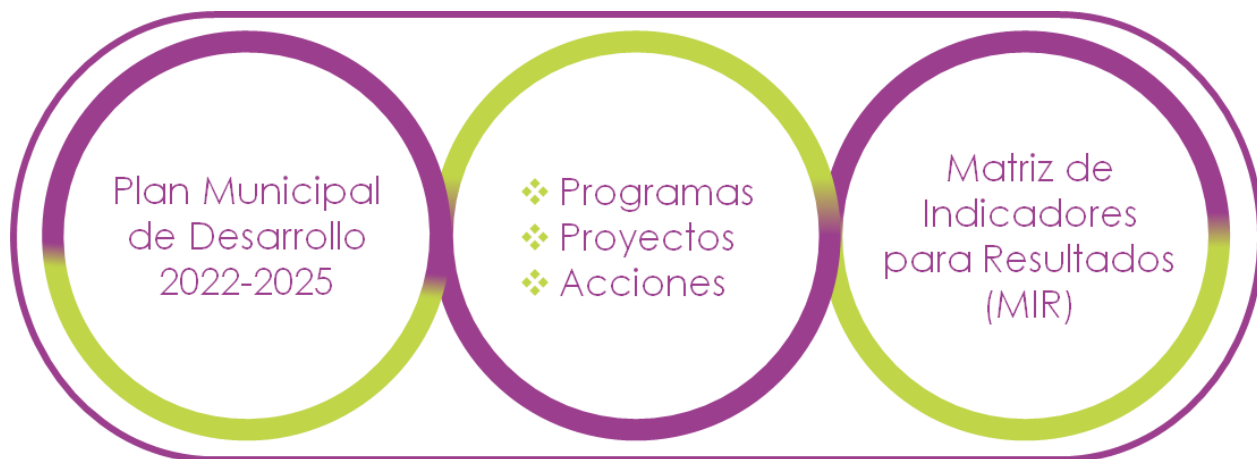 Plan Municipal
de Desarrollo
2022-2025
❖ Programas
❖ Proyectos
❖ Acciones
Matriz de
Indicadores
para Resultados
(MIR)